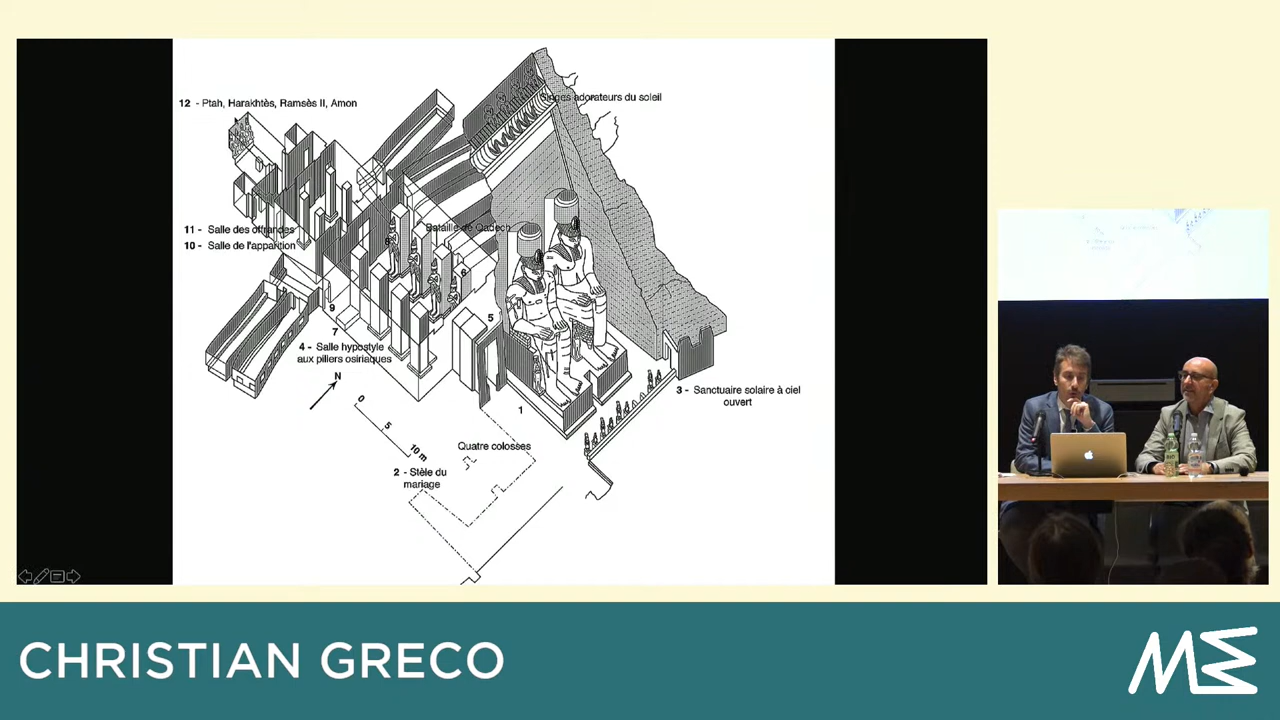 Singes adorateurs du soleil
12 - Ptah, Harakhtès, Ramsès II, Amon
Bataille de Qadech
11 - Salle des offrandes
10 - Salle de l'apparition
8
6
9
5
7
4 - Salle hypostyle
aux piliers osiriaques
N
3 - Sanctuaire solaire à ciel
ouvert
0
5
10 m
1
Quatre colosses
2 - Stèle du
mariage
CHRISTIAN GRECO
ME